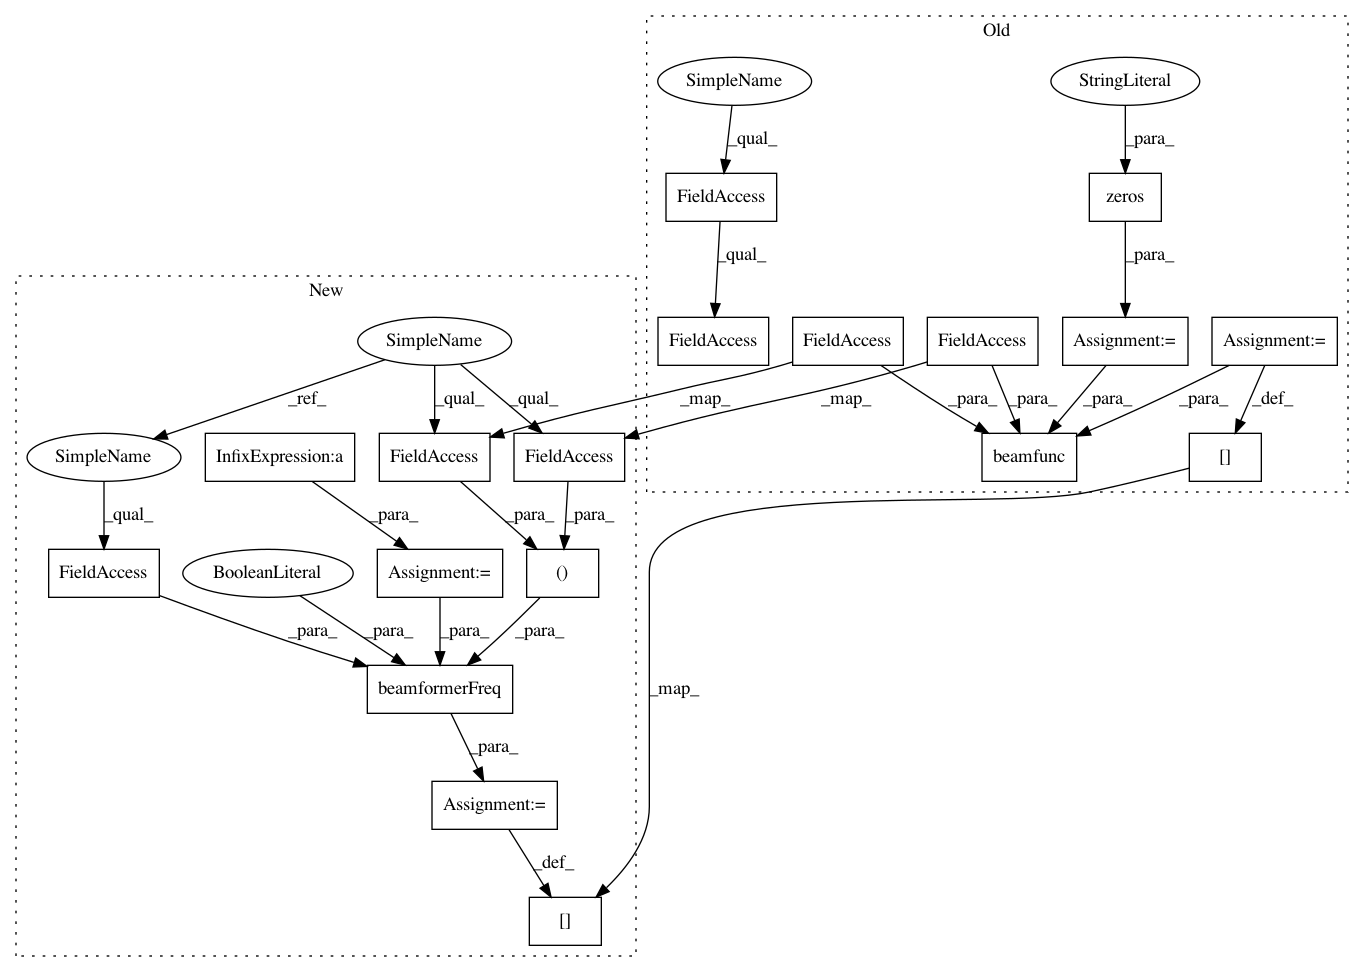 Old
SimpleName
StringLiteral
_qual_
_para_
FieldAccess
zeros
_qual_
_para_
New
SimpleName
FieldAccess
FieldAccess
FieldAccess
Assignment:=
Assignment:=
_ref_
_qual_
_qual_
_map_
_map_
_para_
_para_
_para_
_para_
_def_
SimpleName
InfixExpression:a
FieldAccess
FieldAccess
beamfunc
[]
_qual_
_para_
_para_
_para_
FieldAccess
BooleanLiteral
Assignment:=
()
_para_
_para_
_para_
_para_
beamformerFreq
_map_
_para_
Assignment:=
_def_
[]